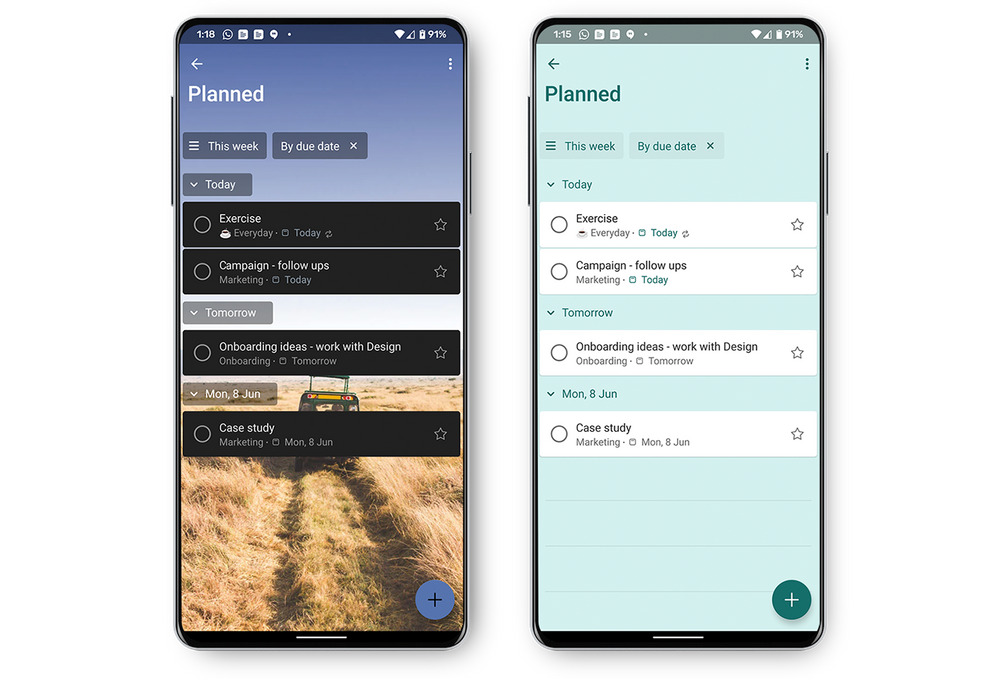 1:18
91%
Planned
This week
By due date
Today
Exercise
Everyday · Today
Campaign - follow ups
Marketing · Today
Tomorrow
Onboarding ideas - work with Design
Onboarding · Tomorrow
Mon, 8 Jun
Case study
Marketing · Mon, 8 Jun
1:15
91%
Planned
This week
By due date
Today
Exercise
Everyday · Today
Campaign - follow ups
Marketing · Today
Tomorrow
Onboarding ideas - work with Design
Onboarding · Tomorrow
Mon, 8 Jun
Case study
Marketing · Mon, 8 Jun